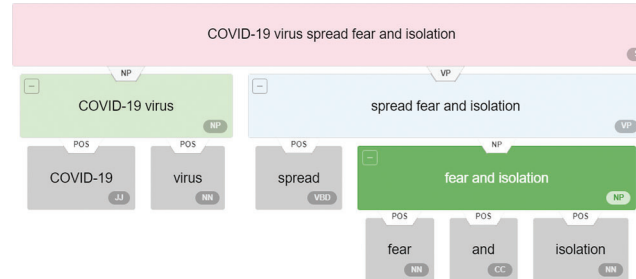 COVID-19 virus spread fear and isolation
NP VP
COVID-19 virus spread fear and isolation
NP VP
POS POS POS NP
COVID-19 virus spread fear and isolation
JJ NN VBD NP
POS POS POS
fear and isolation
NN CC NN